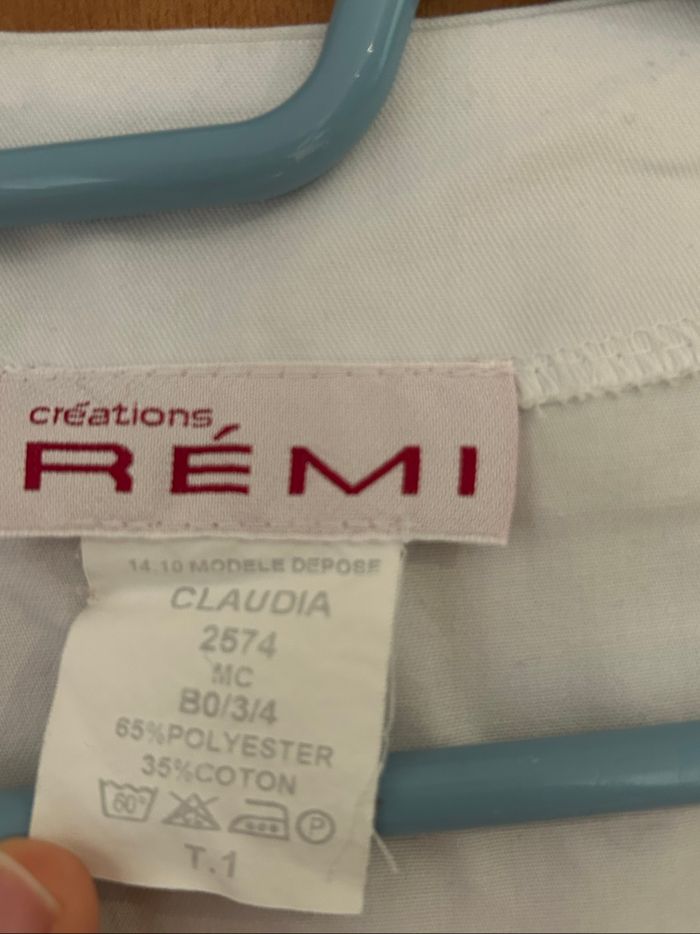 créations
RÉMI
14.10 MODELE DEPOSE
CLAUDIA
2574
MC
B0/3/4
65%POLYESTER
35%COTON
60°
P
T.1